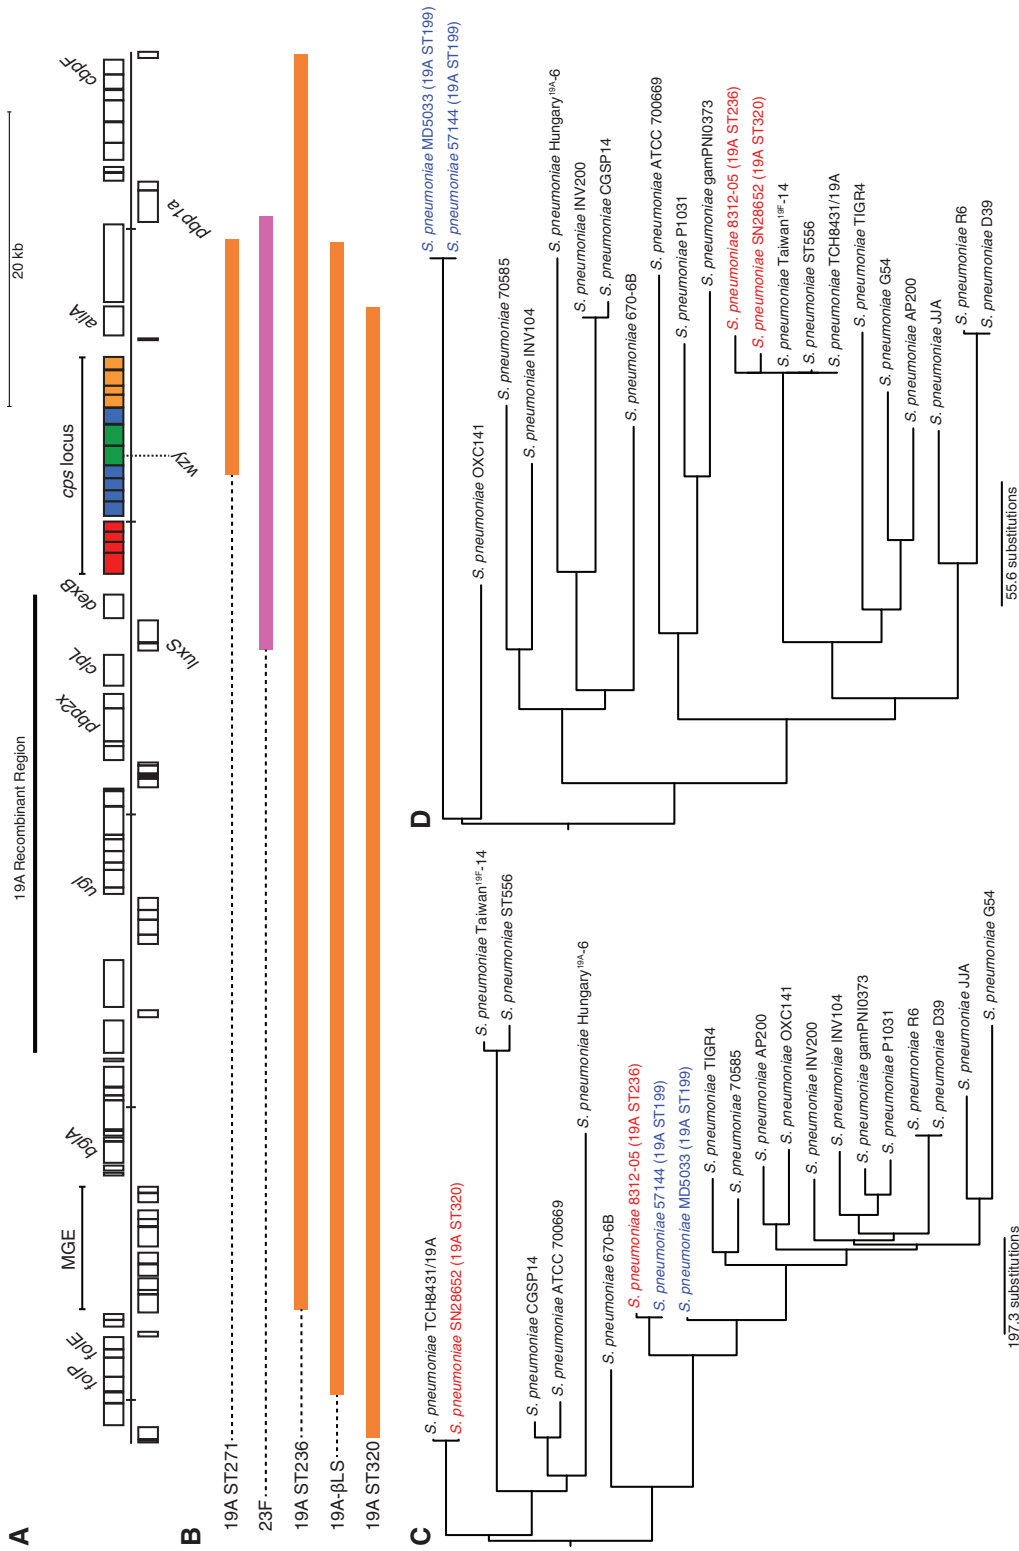 A
19A Recombinant Region
20 kb
MGE
cps locus
folP
folE
bglA
ugl
pbp2x
clpL
luxS
dexB
wzy
aliA
pbp1a
cbpF
B
19A ST271
23F
19A ST236
19A-βLS
19A ST320
C
S. pneumoniae TCH8431/19A
S. pneumoniae SN28652 (19A ST320)
S. pneumoniae Taiwan19F-14
S. pneumoniae ST556
S. pneumoniae CGSP14
S. pneumoniae ATCC 700669
S. pneumoniae Hungary19A-6
S. pneumoniae 670-6B
S. pneumoniae 8312-05 (19A ST236)
S. pneumoniae 57144 (19A ST199)
S. pneumoniae MD5033 (19A ST199)
S. pneumoniae TIGR4
S. pneumoniae 70585
S. pneumoniae AP200
S. pneumoniae OXC141
S. pneumoniae INV200
S. pneumoniae INV104
S. pneumoniae gamPNI0373
S. pneumoniae P1031
S. pneumoniae R6
S. pneumoniae D39
S. pneumoniae JJA
S. pneumoniae G54
197.3 substitutions
D
S. pneumoniae MD5033 (19A ST199)
S. pneumoniae 57144 (19A ST199)
S. pneumoniae OXC141
S. pneumoniae 70585
S. pneumoniae INV104
S. pneumoniae Hungary19A-6
S. pneumoniae INV200
S. pneumoniae CGSP14
S. pneumoniae 670-6B
S. pneumoniae ATCC 700669
S. pneumoniae P1031
S. pneumoniae gamPNI0373
S. pneumoniae 8312-05 (19A ST236)
S. pneumoniae SN28652 (19A ST320)
S. pneumoniae Taiwan19F-14
S. pneumoniae ST556
S. pneumoniae TCH8431/19A
S. pneumoniae TIGR4
S. pneumoniae G54
S. pneumoniae AP200
S. pneumoniae JJA
S. pneumoniae R6
S. pneumoniae D39
55.6 substitutions